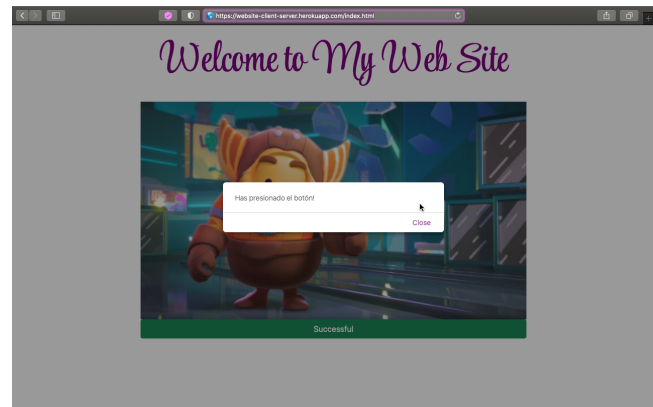 https://website-client-server.herokuapp.com/index.html
Welcome to My Web Site
Has presionado el botón!
Close
Successful